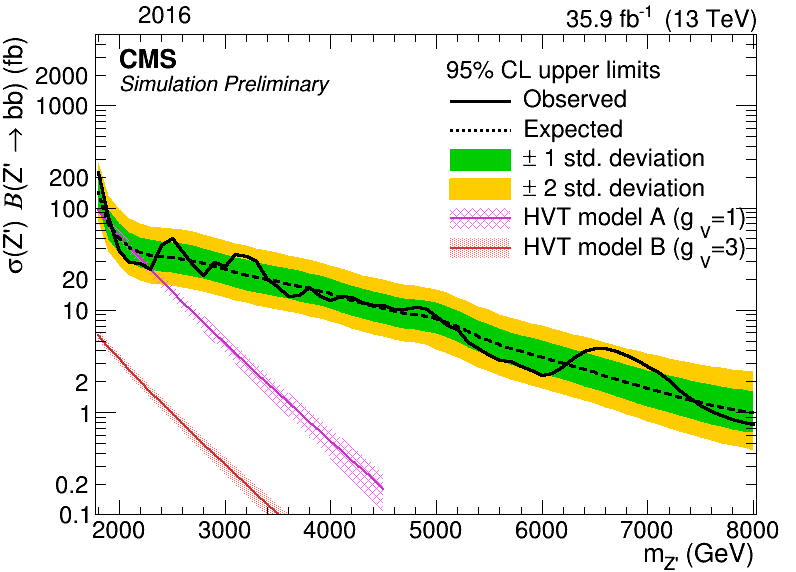 2016
35.9 fb⁻¹ (13 TeV)
CMS
Simulation Preliminary
95% CL upper limits
Observed
Expected
± 1 std. deviation
± 2 std. deviation
HVT model A (g_v=1)
HVT model B (g_v=3)
σ(Z') B(Z' → bb) (fb)
2000
1000
200
100
20
10
2
1
0.2
0.1
2000 3000 4000 5000 6000 7000 8000
m_Z' (GeV)